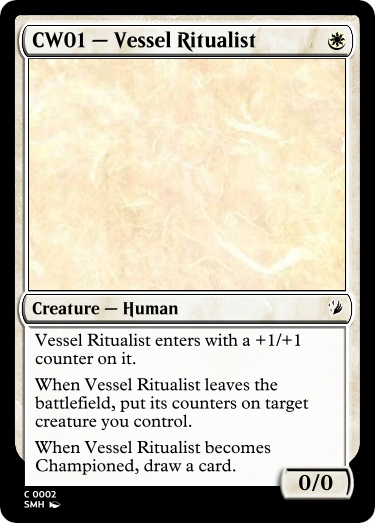 CW01 — Vessel Ritualist
Creature — Human
Vessel Ritualist enters with a +1/+1
counter on it.
When Vessel Ritualist leaves the
battlefield, put its counters on target
creature you control.
When Vessel Ritualist becomes
Championed, draw a card.
0/0
C 0002
SMH